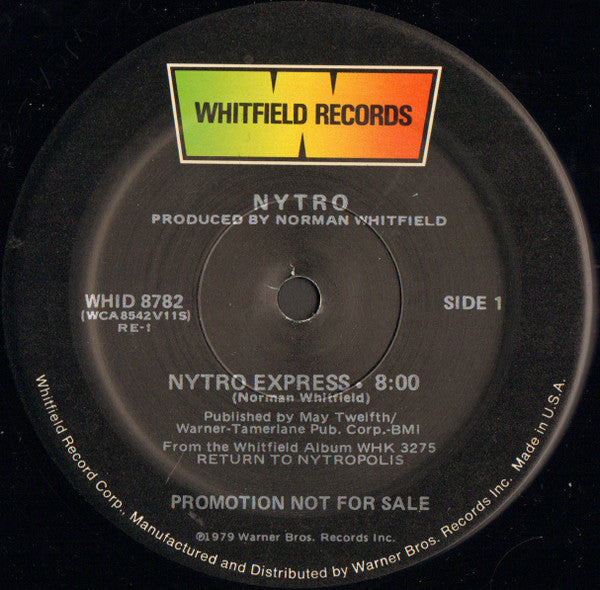 WHITFIELD RECORDS
NYTRO
PRODUCED BY NORMAN WHITFIELD
WHID 8782
(WCA8542V11S)
RE-1
SIDE 1
NYTRO EXPRESS • 8:00
(Norman Whitfield)
Published by May Twelfth/
Warner-Tamerlane Pub. Corp.-BMI
From the Whitfield Album WHK 3275
RETURN TO NYTROPOLIS
PROMOTION NOT FOR SALE
℗1979 Warner Bros. Records Inc.
Whitfield Record Corp., Manufactured and Distributed by Warner Bros. Records Inc. Made in U.S.A.